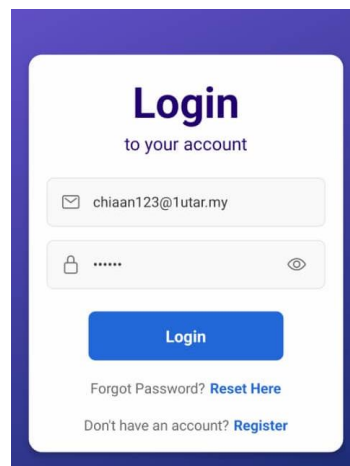 Login
to your account
chiaan123@1utar.my
••••••
Login
Forgot Password? Reset Here
Don't have an account? Register